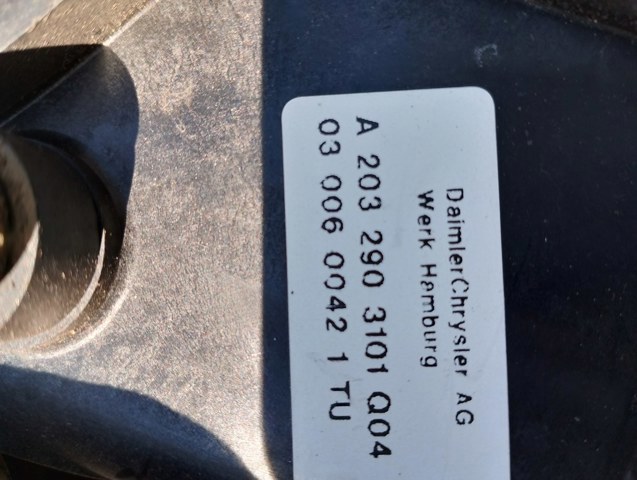 DaimlerChrysler AG
Werk Hamburg
A 203 290 3101 Q04
03 006 0042 1 TU